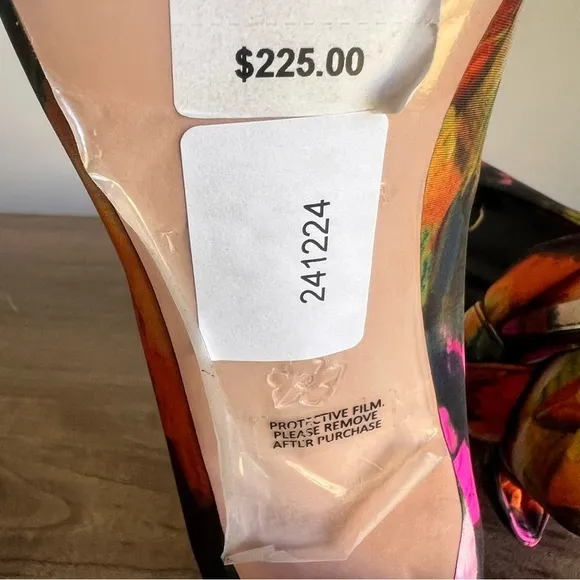 $225.00
241224
PROTECTIVE FILM.
PLEASE REMOVE
AFTER PURCHASE